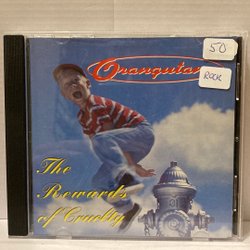 Orangutan
50
ROCK
The
Rewards
of Cruelty